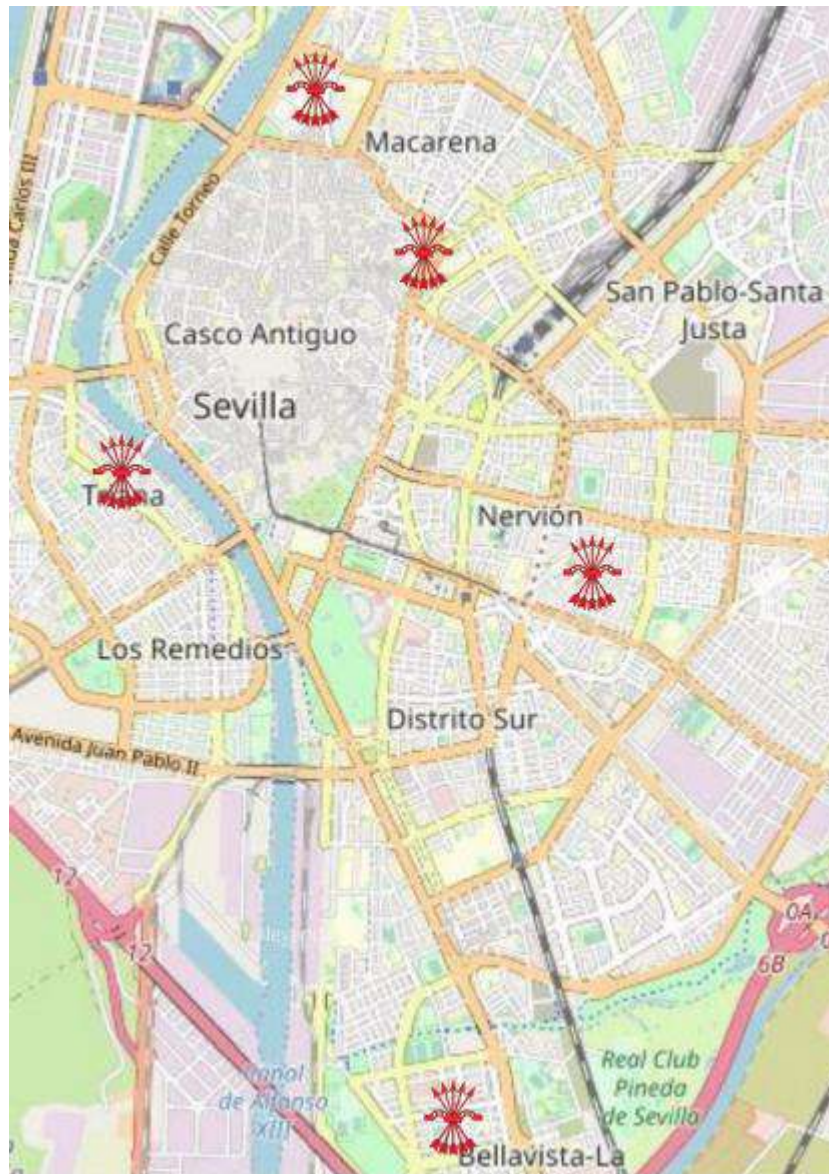 Macarena
nida Carlos III
Calle Torneo
San Pablo-Santa
Justa
Casco Antiguo
Sevilla
Nervión
Los Remedios
Distrito Sur
Avenida Juan Pablo II
12
12
0A
6B
de Alfonso
XIII
Real Club
Pineda
de Sevilla
Bellavista-La